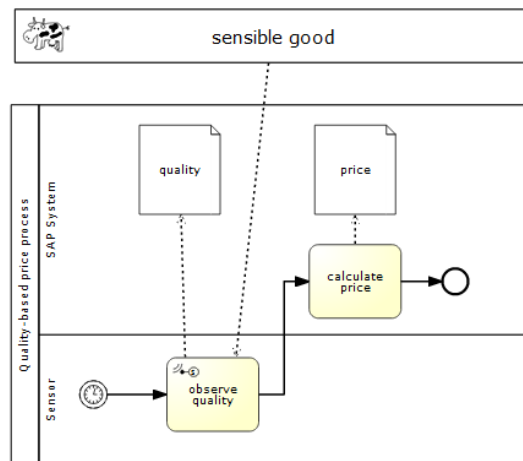 sensible good
Quality-based price process
SAP System
quality
price
calculate
price
Sensor
S
observe
quality